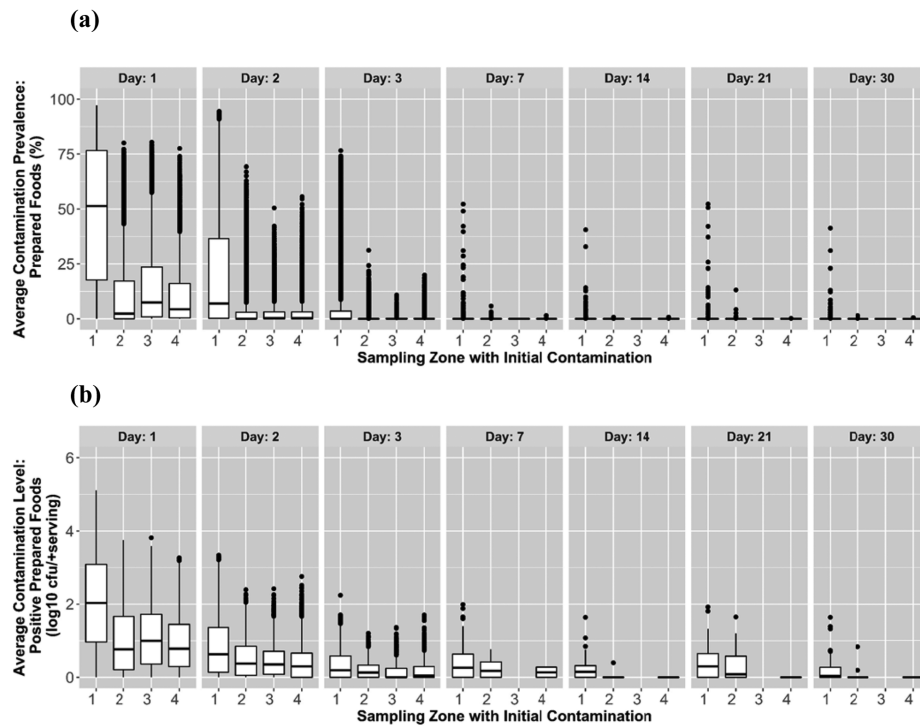 (a)
Day: 1 Day: 2 Day: 3 Day: 7 Day: 14 Day: 21 Day: 30
Average Contamination Prevalence:
Prepared Foods (%)
100
75
50
25
0
1 2 3 4 1 2 3 4 1 2 3 4 1 2 3 4 1 2 3 4 1 2 3 4 1 2 3 4
Sampling Zone with Initial Contamination
(b)
Day: 1 Day: 2 Day: 3 Day: 7 Day: 14 Day: 21 Day: 30
Average Contamination Level:
Positive Prepared Foods
(log10 cfu/+serving)
6
4
2
0
1 2 3 4 1 2 3 4 1 2 3 4 1 2 3 4 1 2 3 4 1 2 3 4 1 2 3 4
Sampling Zone with Initial Contamination